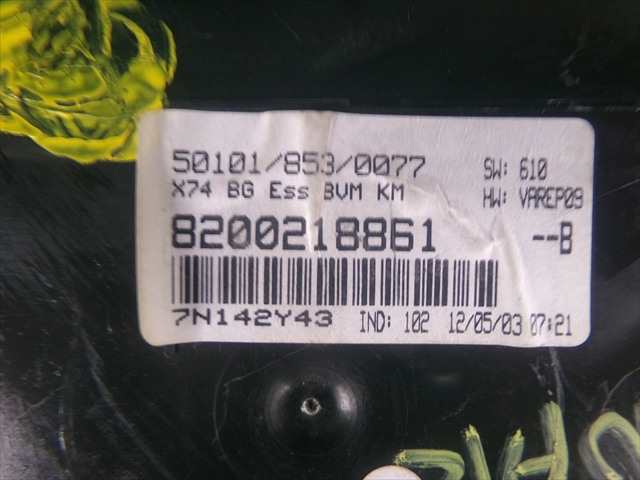 50101/853/0077 SW: 610
X74 BG Ess BVM KM HW: VAREP09
8200218861 --B
7N142Y43 IND: 102 12/05/03 07:21